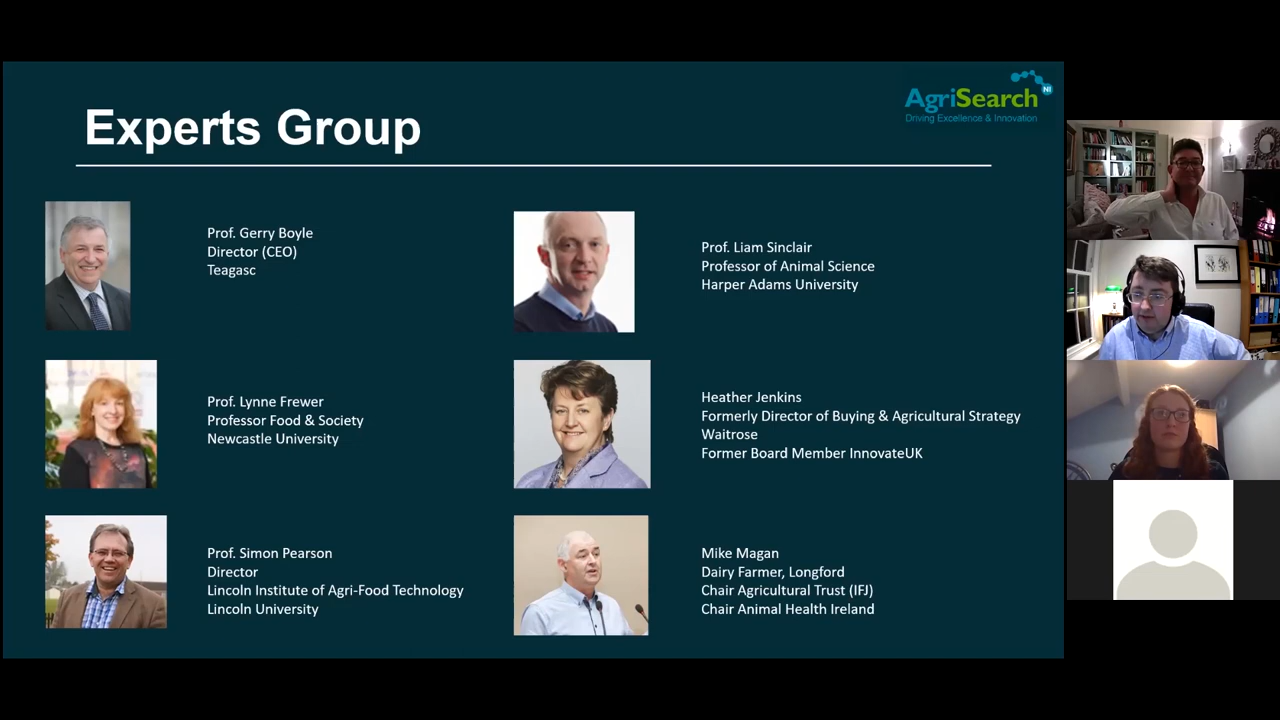 AgriSearch
NI
Driving Excellence & Innovation
Experts Group
Prof. Gerry Boyle
Director (CEO)
Teagasc
Prof. Liam Sinclair
Professor of Animal Science
Harper Adams University
Prof. Lynne Frewer
Professor Food & Society
Newcastle University
Heather Jenkins
Formerly Director of Buying & Agricultural Strategy
Waitrose
Former Board Member InnovateUK
Prof. Simon Pearson
Director
Lincoln Institute of Agri-Food Technology
Lincoln University
Mike Magan
Dairy Farmer, Longford
Chair Agricultural Trust (IFJ)
Chair Animal Health Ireland